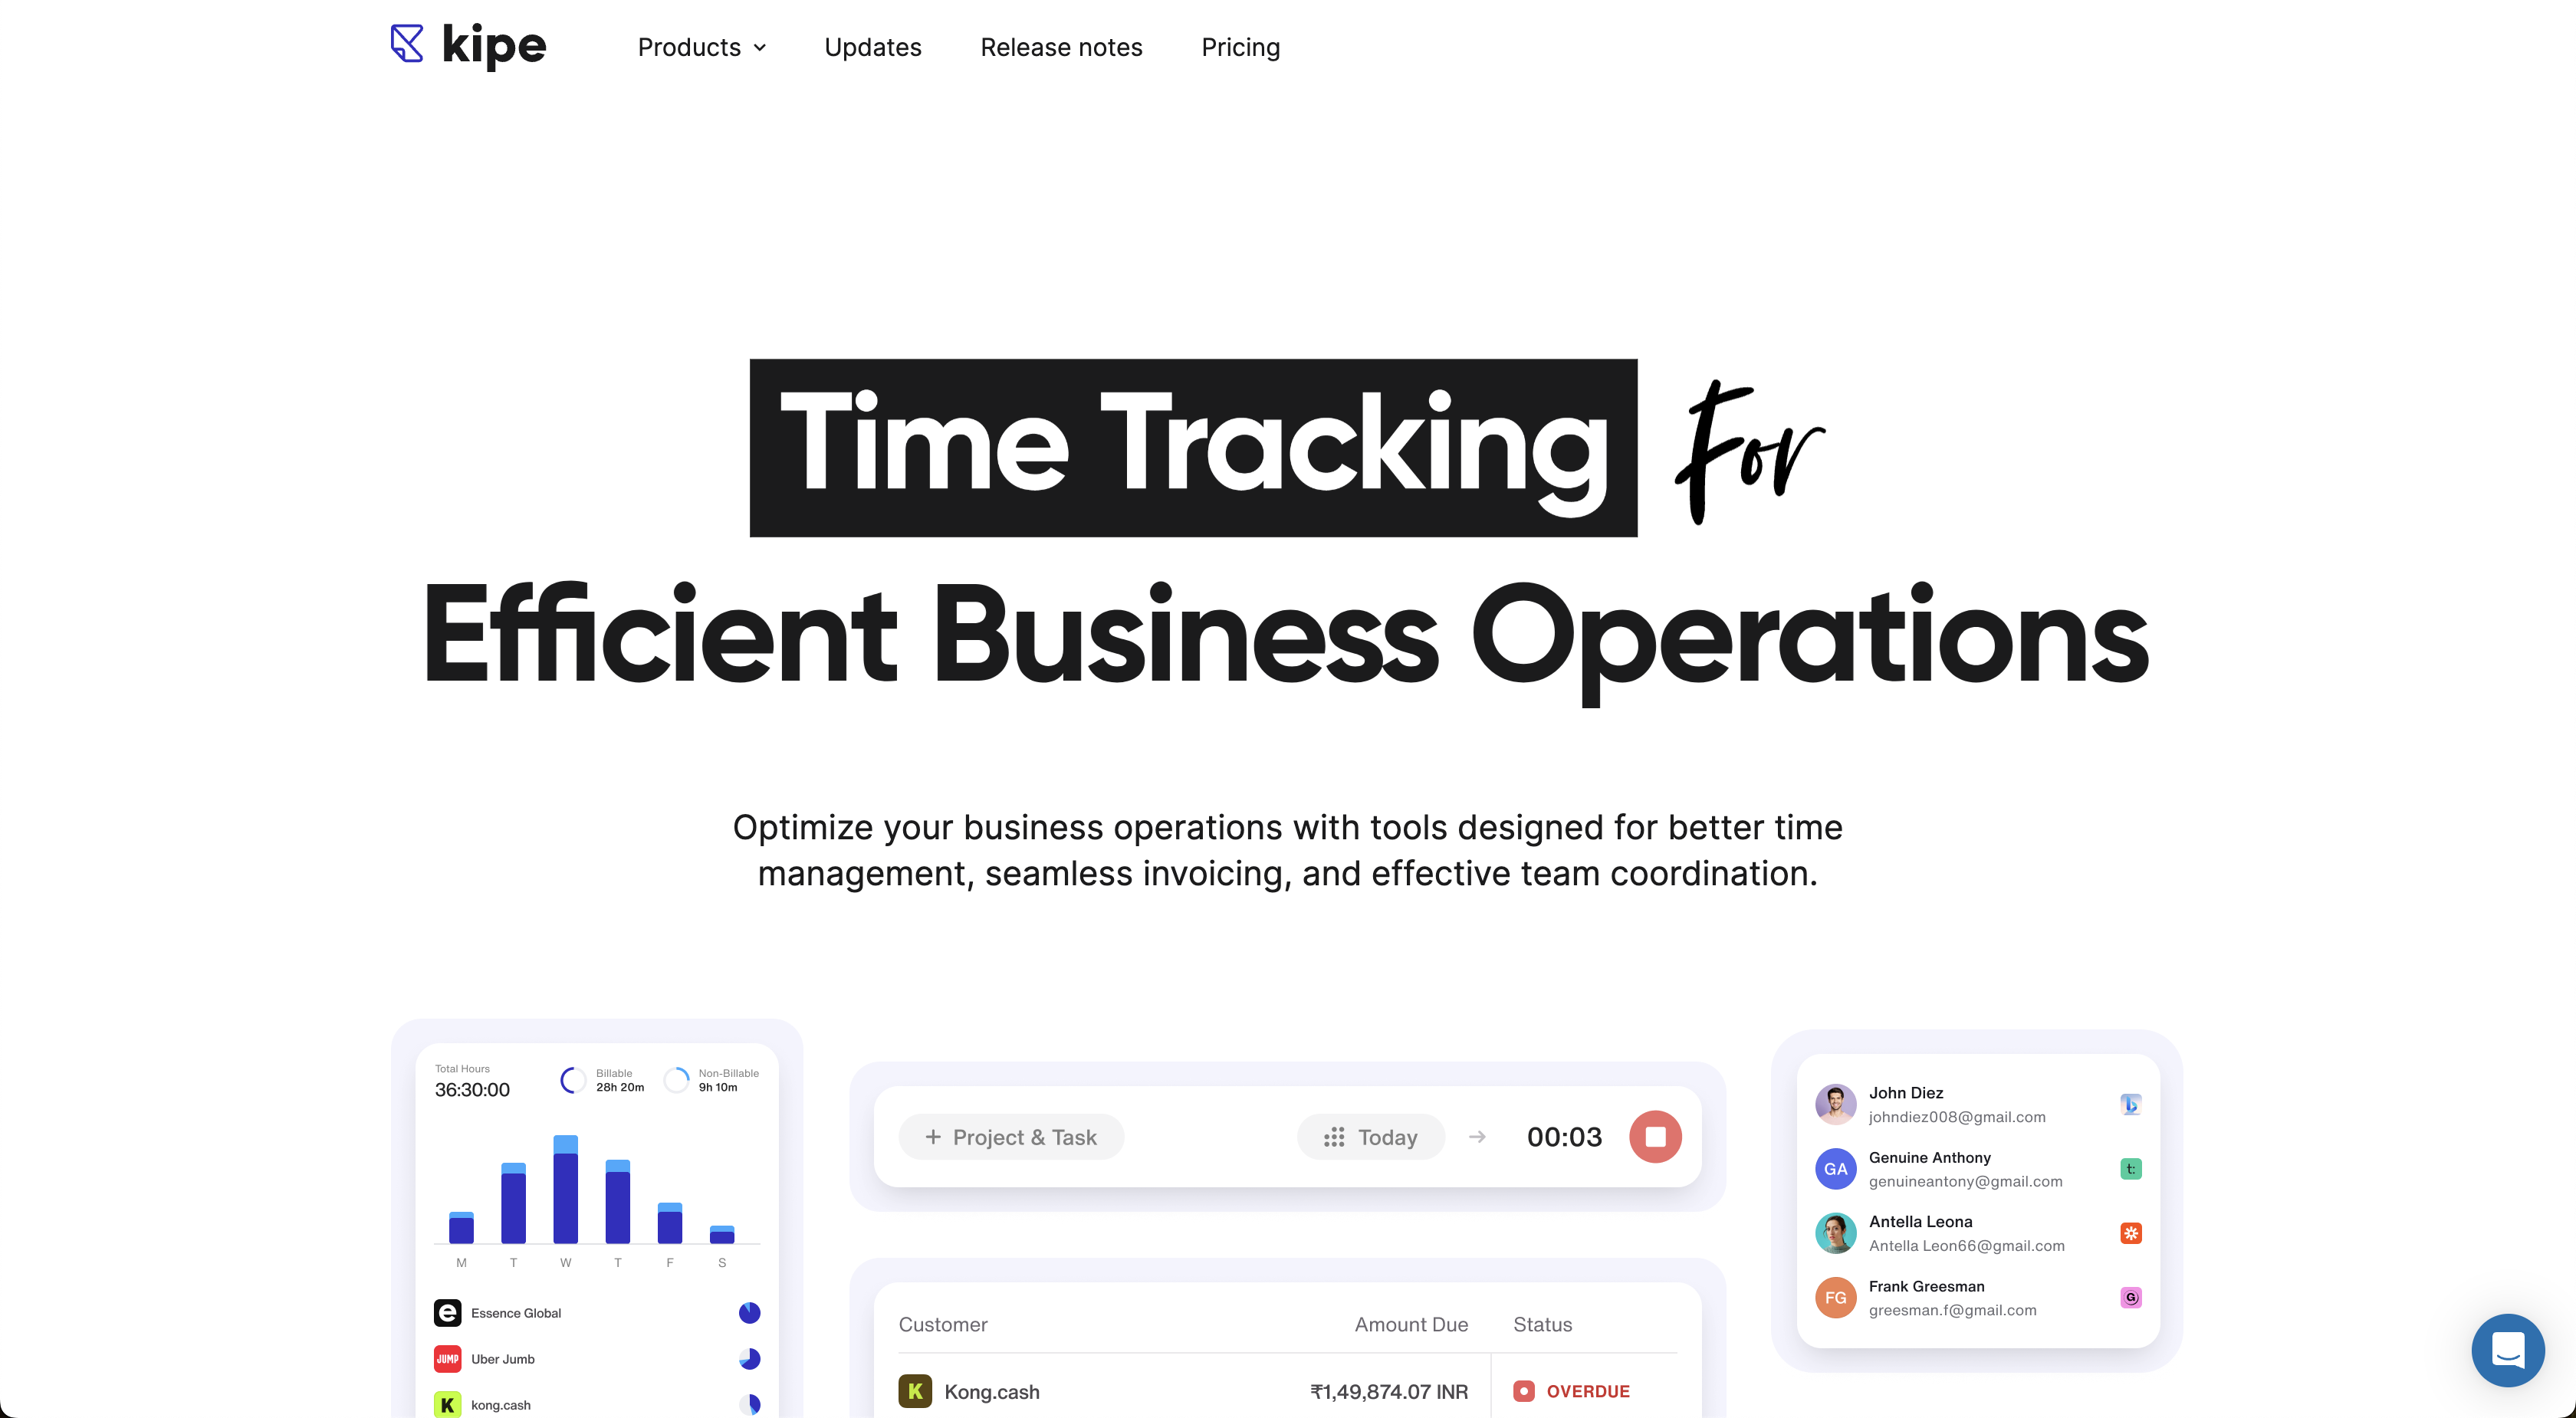 kipe
Products
Updates
Release notes
Pricing
Time Tracking For
Efficient Business Operations
Optimize your business operations with tools designed for better time
management, seamless invoicing, and effective team coordination.
Total Hours
36:30:00
Billable
28h 20m
Non-Billable
9h 10m
M T W T F S
e Essence Global
JUMP Uber Jumb
K kong.cash
+ Project & Task
Today → 00:03
Customer Amount Due Status
K Kong.cash ₹1,49,874.07 INR OVERDUE
John Diez
johndiez008@gmail.com
b
GA
Genuine Anthony
genuineantony@gmail.com
t:
Antella Leona
Antella Leon66@gmail.com
FG
Frank Greesman
greesman.f@gmail.com
G